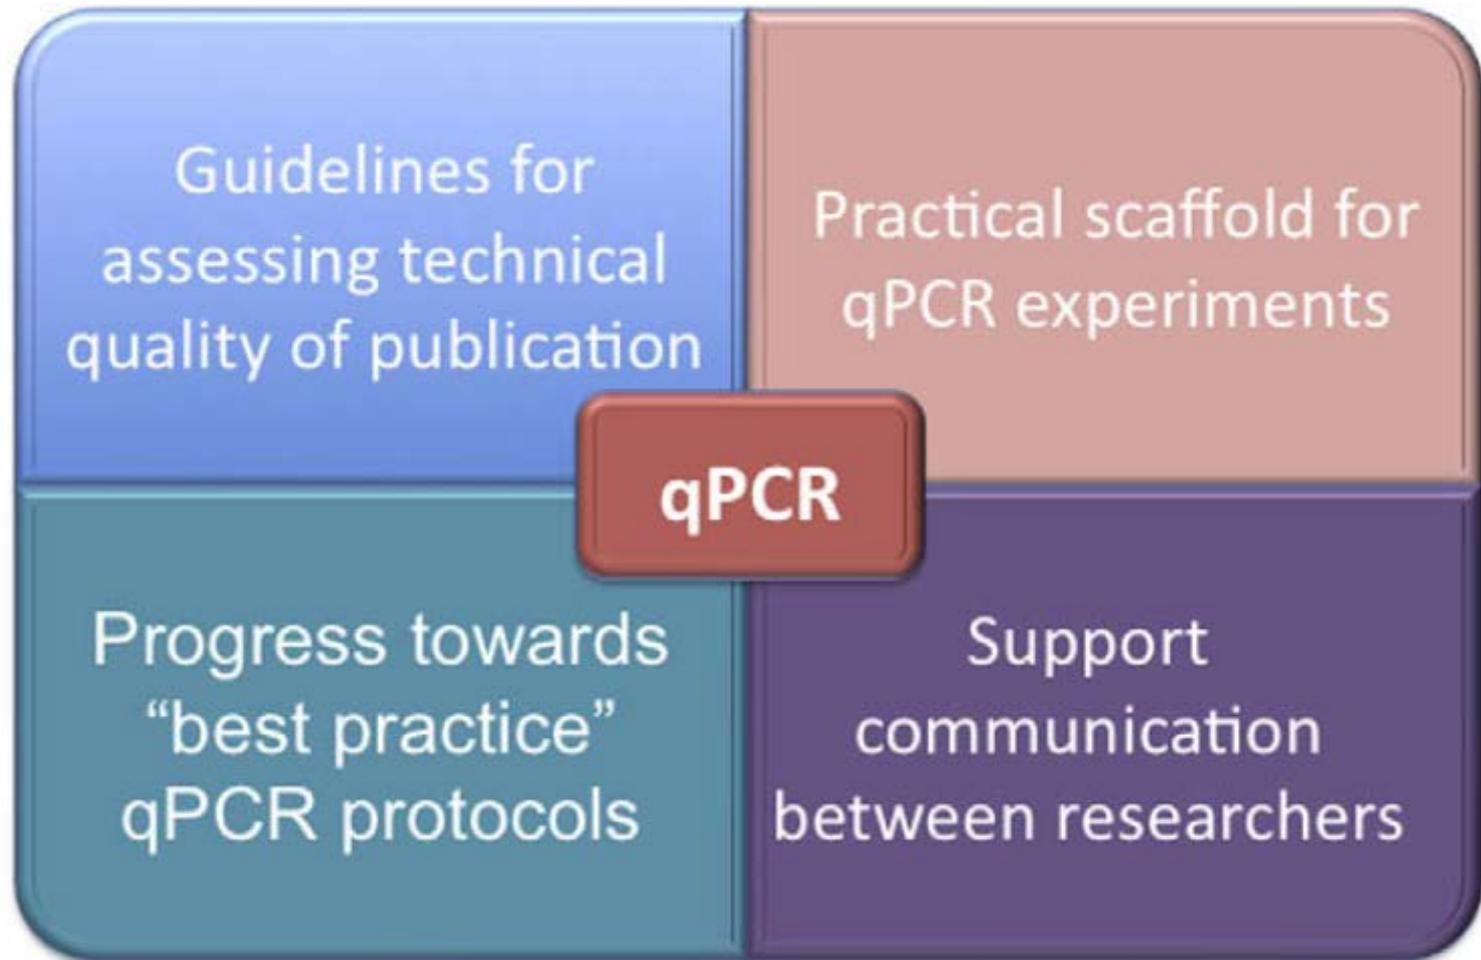 Guidelines for
assessing technical
quality of publication
Practical scaffold for
qPCR experiments
qPCR
Progress towards
“best practice”
qPCR protocols
Support
communication
between researchers